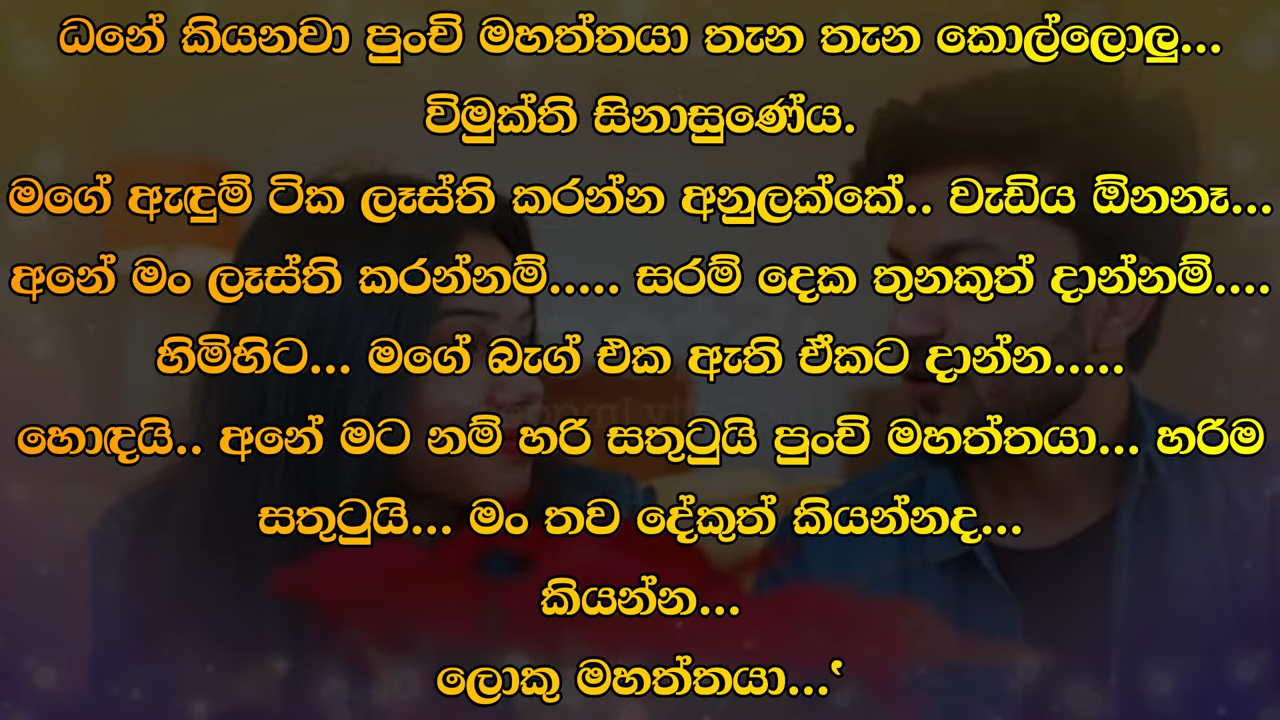 ධනේ කියනවා පුංචි මහත්තයා තැන තැන කොල්ලොලු...
විමුක්ති සිනාසුණේය.
මගේ ඇඳුම් ටික ලෑස්ති කරන්න අනුලක්කේ.. වැඩිය ඕනනෑ...
අනේ මං ලෑස්ති කරන්නම්..... සරම් දෙක තුනකුත් දාන්නම්....
හිමිහිට... මගේ බැග් එක ඇති ඒකට දාන්න.....
හොඳයි.. අනේ මට නම් හරි සතුටුයි පුංචි මහත්තයා... හරිම
සතුටුයි... මං තව දේකුත් කියන්නද...
කියන්න...
ලොකු මහත්තයා...‛